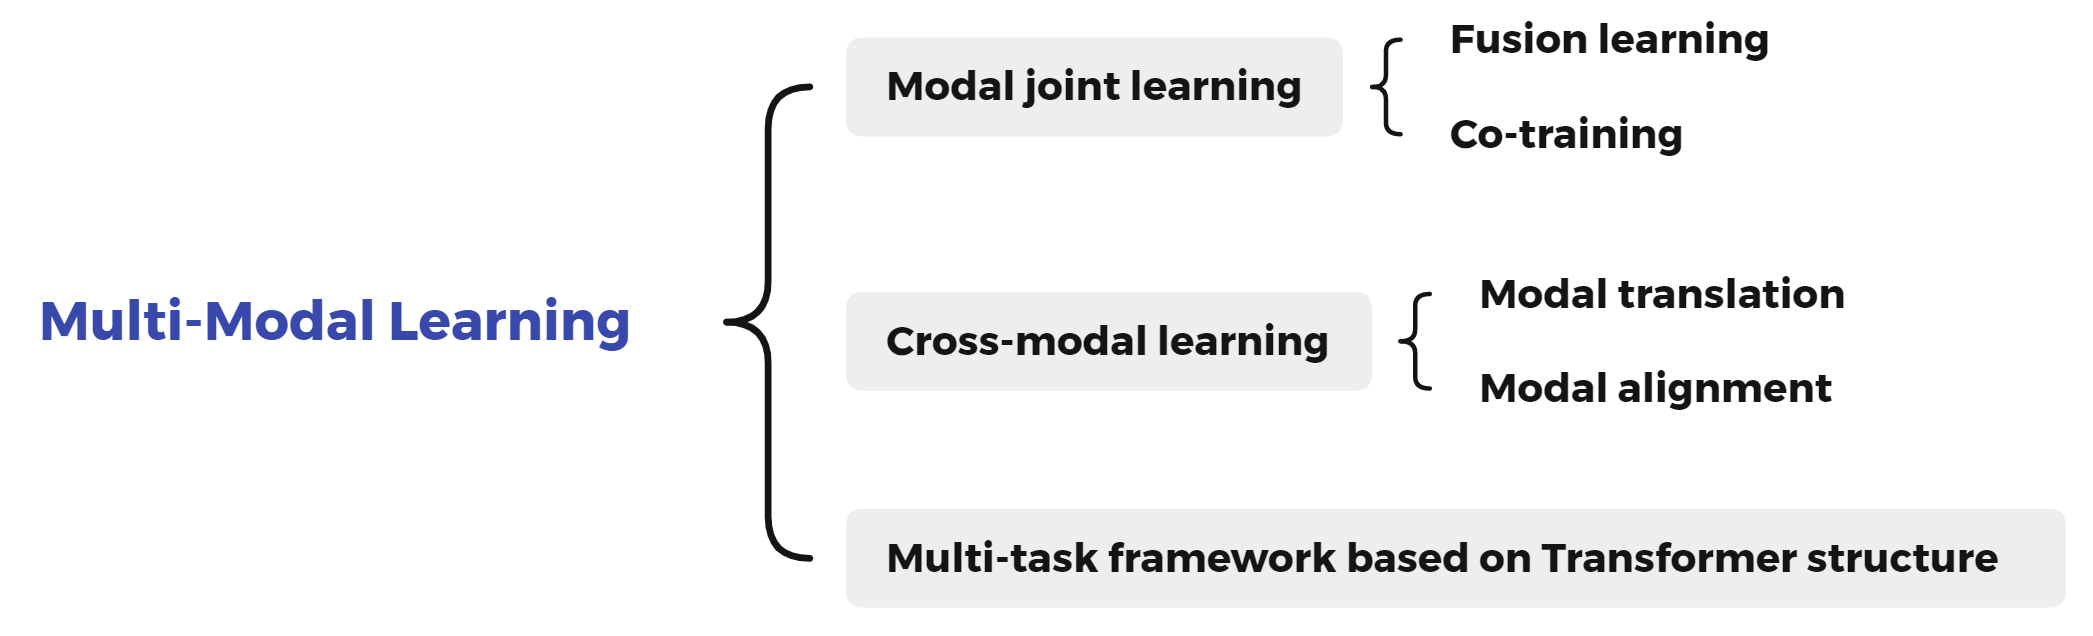 Multi-Modal Learning
Modal joint learning
Fusion learning
Co-training
Cross-modal learning
Modal translation
Modal alignment
Multi-task framework based on Transformer structure